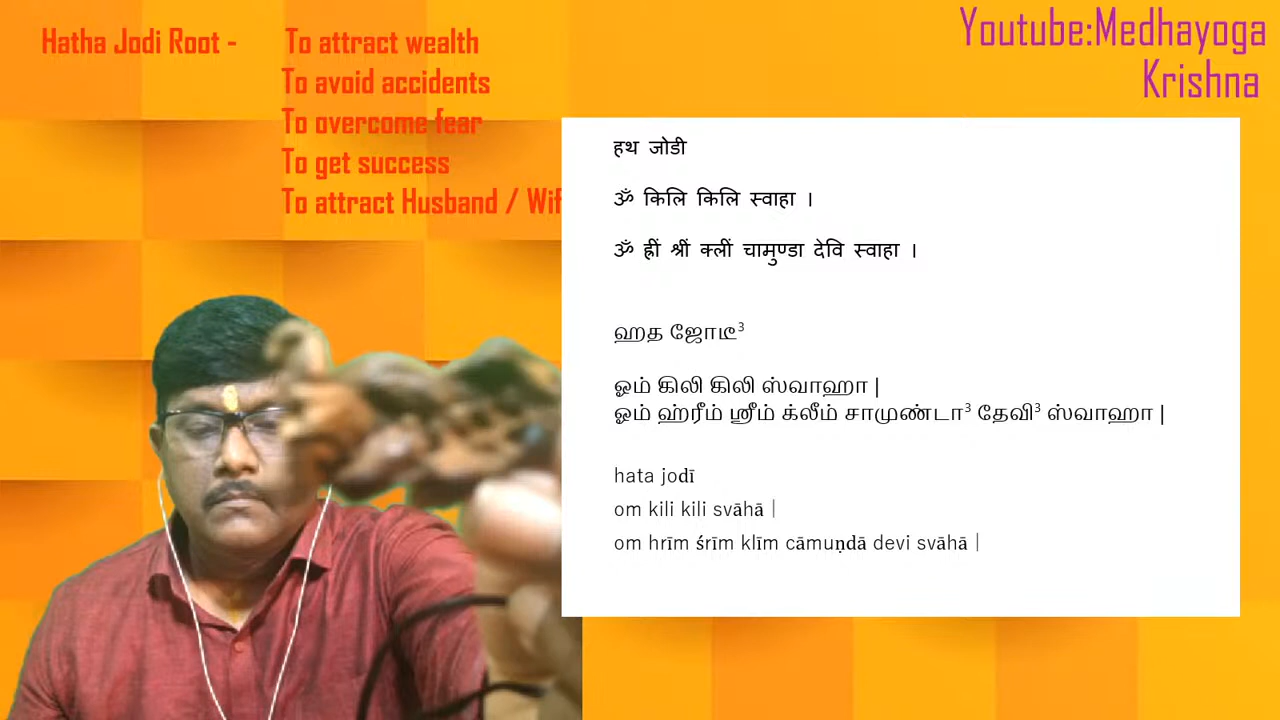 Hatha Jodi Root - To attract wealth
To avoid accidents
To overcome fear
To get success
To attract Husband / Wif
Youtube:Medhayoga
Krishna
हथ जोडी
ॐ किलि किलि स्वाहा ।
ॐ ह्रीं श्रीं क्लीं चामुण्डा देवि स्वाहा ।
ஹத ஜோடீ³
ஓம் கிலி கிலி ஸ்வாஹா |
ஓம் ஹ்ரீம் ஶ்ரீம் க்லீம் சாமுண்டா³ தேவி³ ஸ்வாஹா |
hata jodī
om kili kili svāhā |
om hrīm śrīm klīm cāmuṇdā devi svāhā |